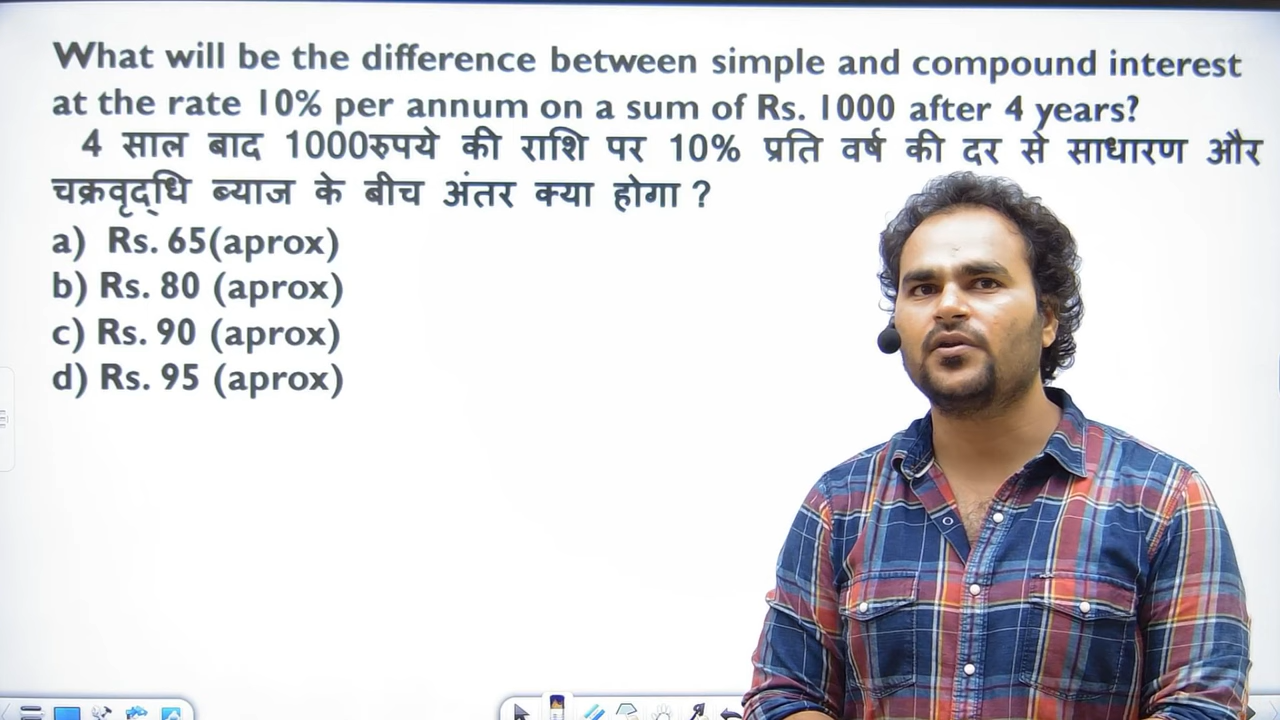 What will be the difference between simple and compound interest
at the rate 10% per annum on a sum of Rs. 1000 after 4 years?
4 साल बाद 1000रुपये की राशि पर 10% प्रति वर्ष की दर से साधारण और
चक्रवृद्धि ब्याज के बीच अंतर क्या होगा ?
a) Rs. 65(aprox)
b) Rs. 80 (aprox)
c) Rs. 90 (aprox)
d) Rs. 95 (aprox)